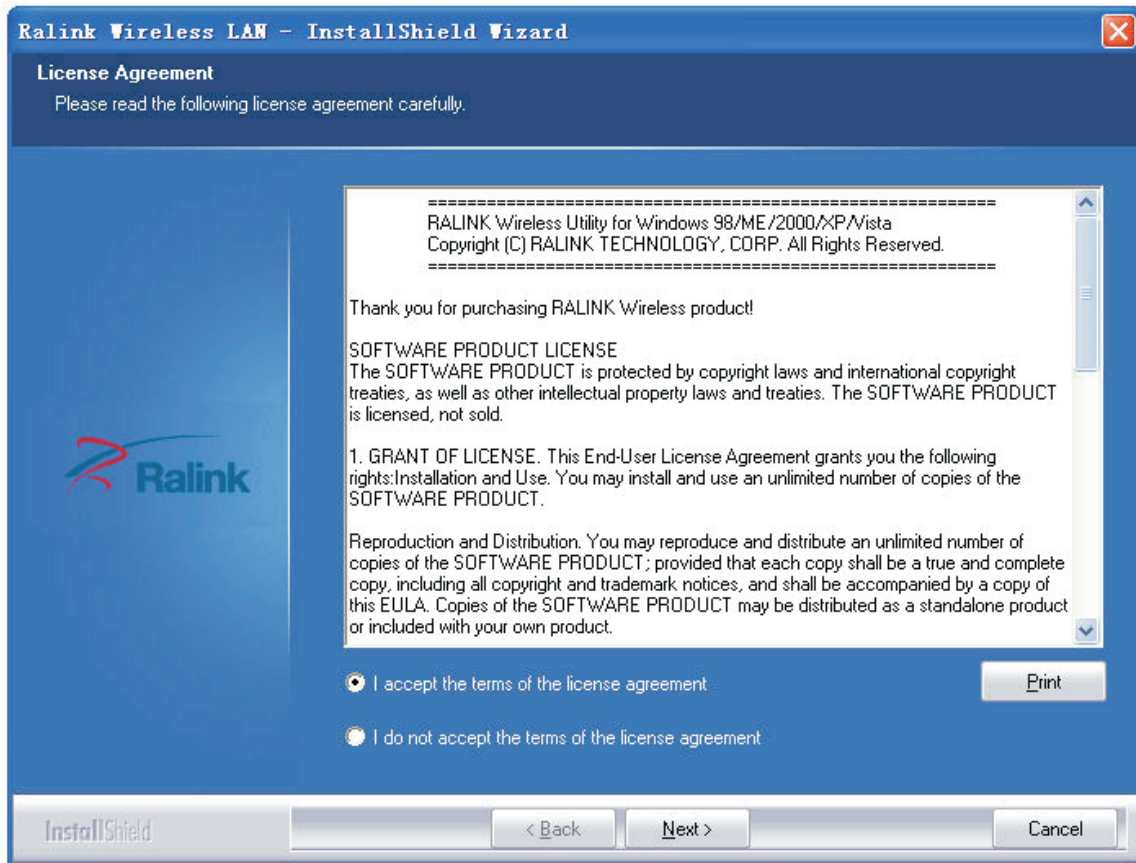 Ralink Wireless LAN - InstallShield Wizard
License Agreement
Please read the following license agreement carefully.
=============================================================
RALINK Wireless Utility for Windows 98/ME/2000/XP/Vista
Copyright (C) RALINK TECHNOLOGY, CORP. All Rights Reserved.
=============================================================
Thank you for purchasing RALINK Wireless product!
SOFTWARE PRODUCT LICENSE
The SOFTWARE PRODUCT is protected by copyright laws and international copyright
treaties, as well as other intellectual property laws and treaties. The SOFTWARE PRODUCT
is licensed, not sold.
1. GRANT OF LICENSE. This End-User License Agreement grants you the following
rights:Installation and Use. You may install and use an unlimited number of copies of the
SOFTWARE PRODUCT.
Reproduction and Distribution. You may reproduce and distribute an unlimited number of
copies of the SOFTWARE PRODUCT; provided that each copy shall be a true and complete
copy, including all copyright and trademark notices, and shall be accompanied by a copy of
this EULA. Copies of the SOFTWARE PRODUCT may be distributed as a standalone product
or included with your own product.
Ralink
I accept the terms of the license agreement
Print
I do not accept the terms of the license agreement
InstallShield
< Back
Next >
Cancel